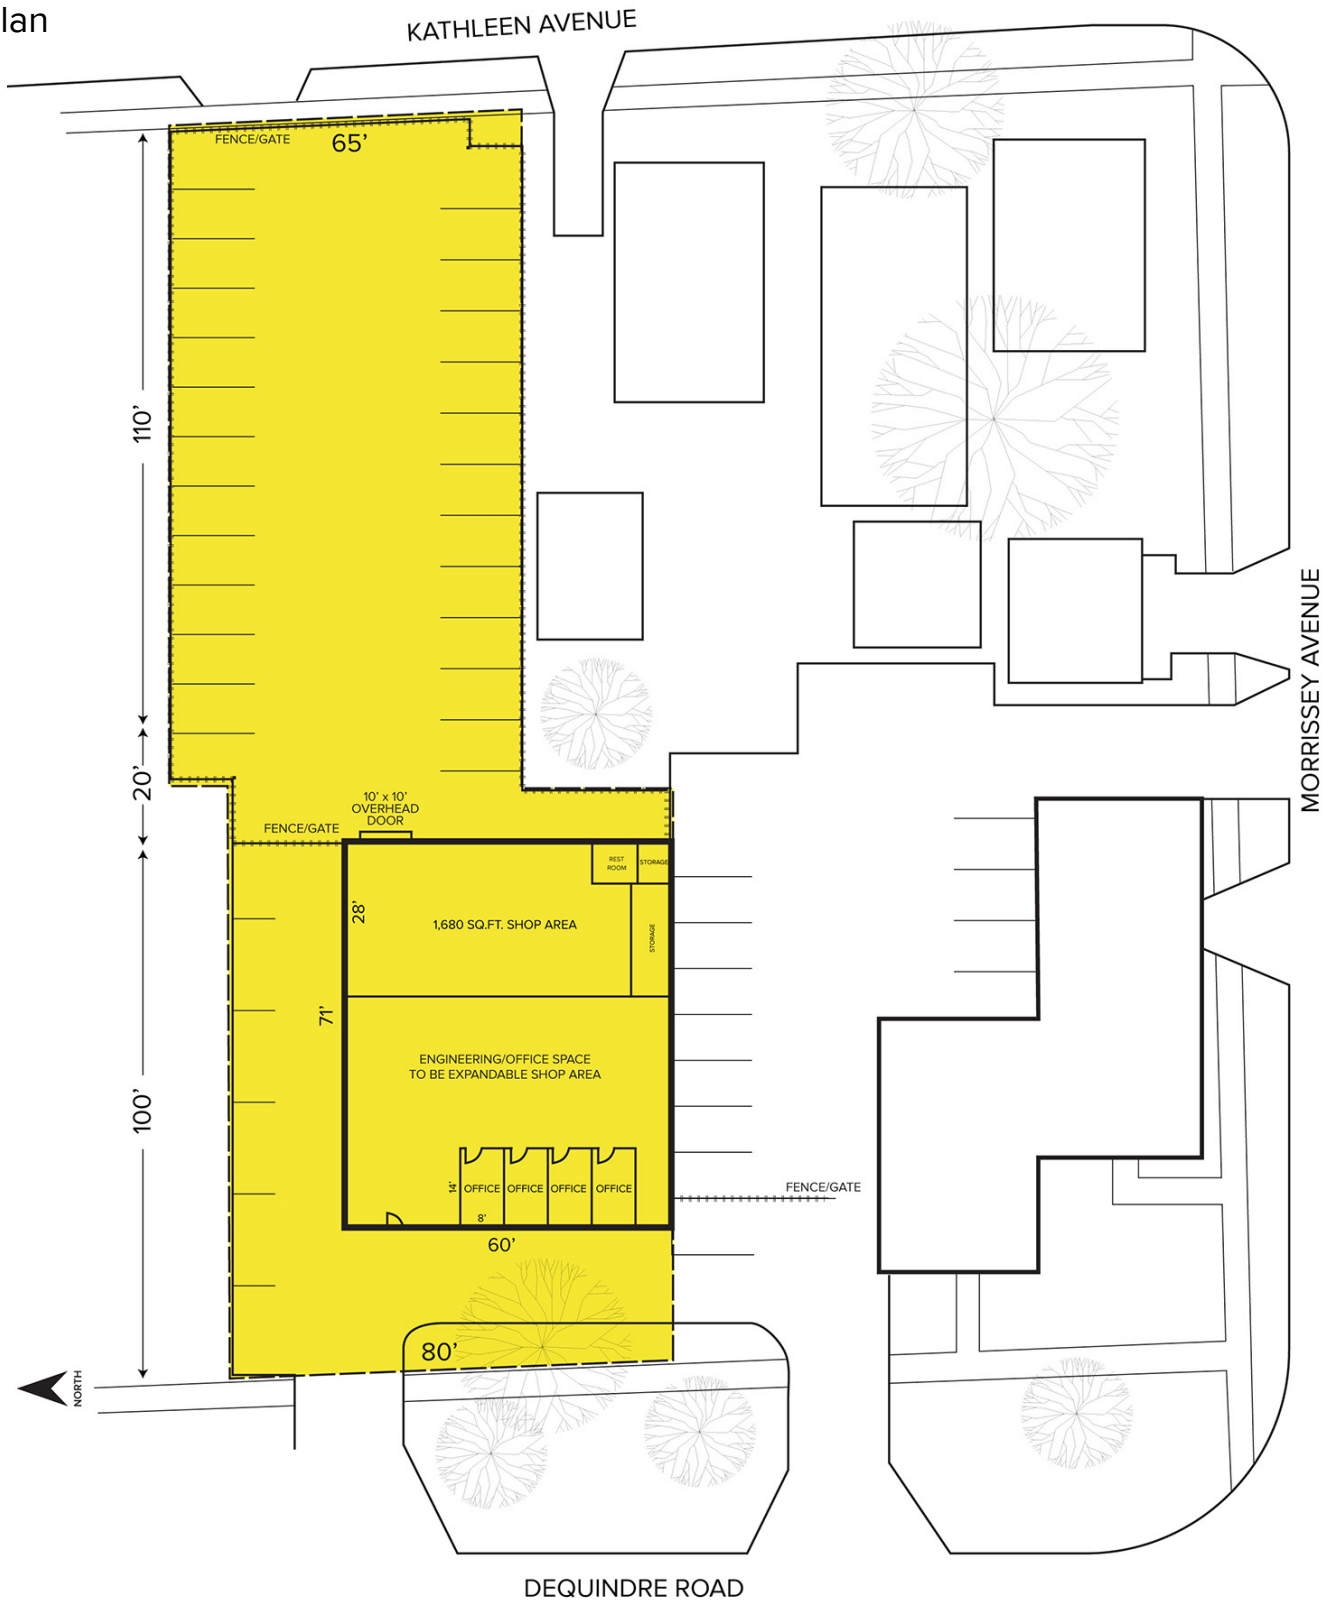 lan
KATHLEEN AVENUE
FENCE/GATE
65’
110’
20’
10’ x 10’
OVERHEAD
DOOR
FENCE/GATE
REST
ROOM
STORAGE
28’
1,680 SQ.FT. SHOP AREA
STORAGE
71’
ENGINEERING/OFFICE SPACE
TO BE EXPANDABLE SHOP AREA
100’
14’
OFFICE
OFFICE
OFFICE
OFFICE
8’
60’
FENCE/GATE
80’
NORTH
MORRISSEY AVENUE
DEQUINDRE ROAD